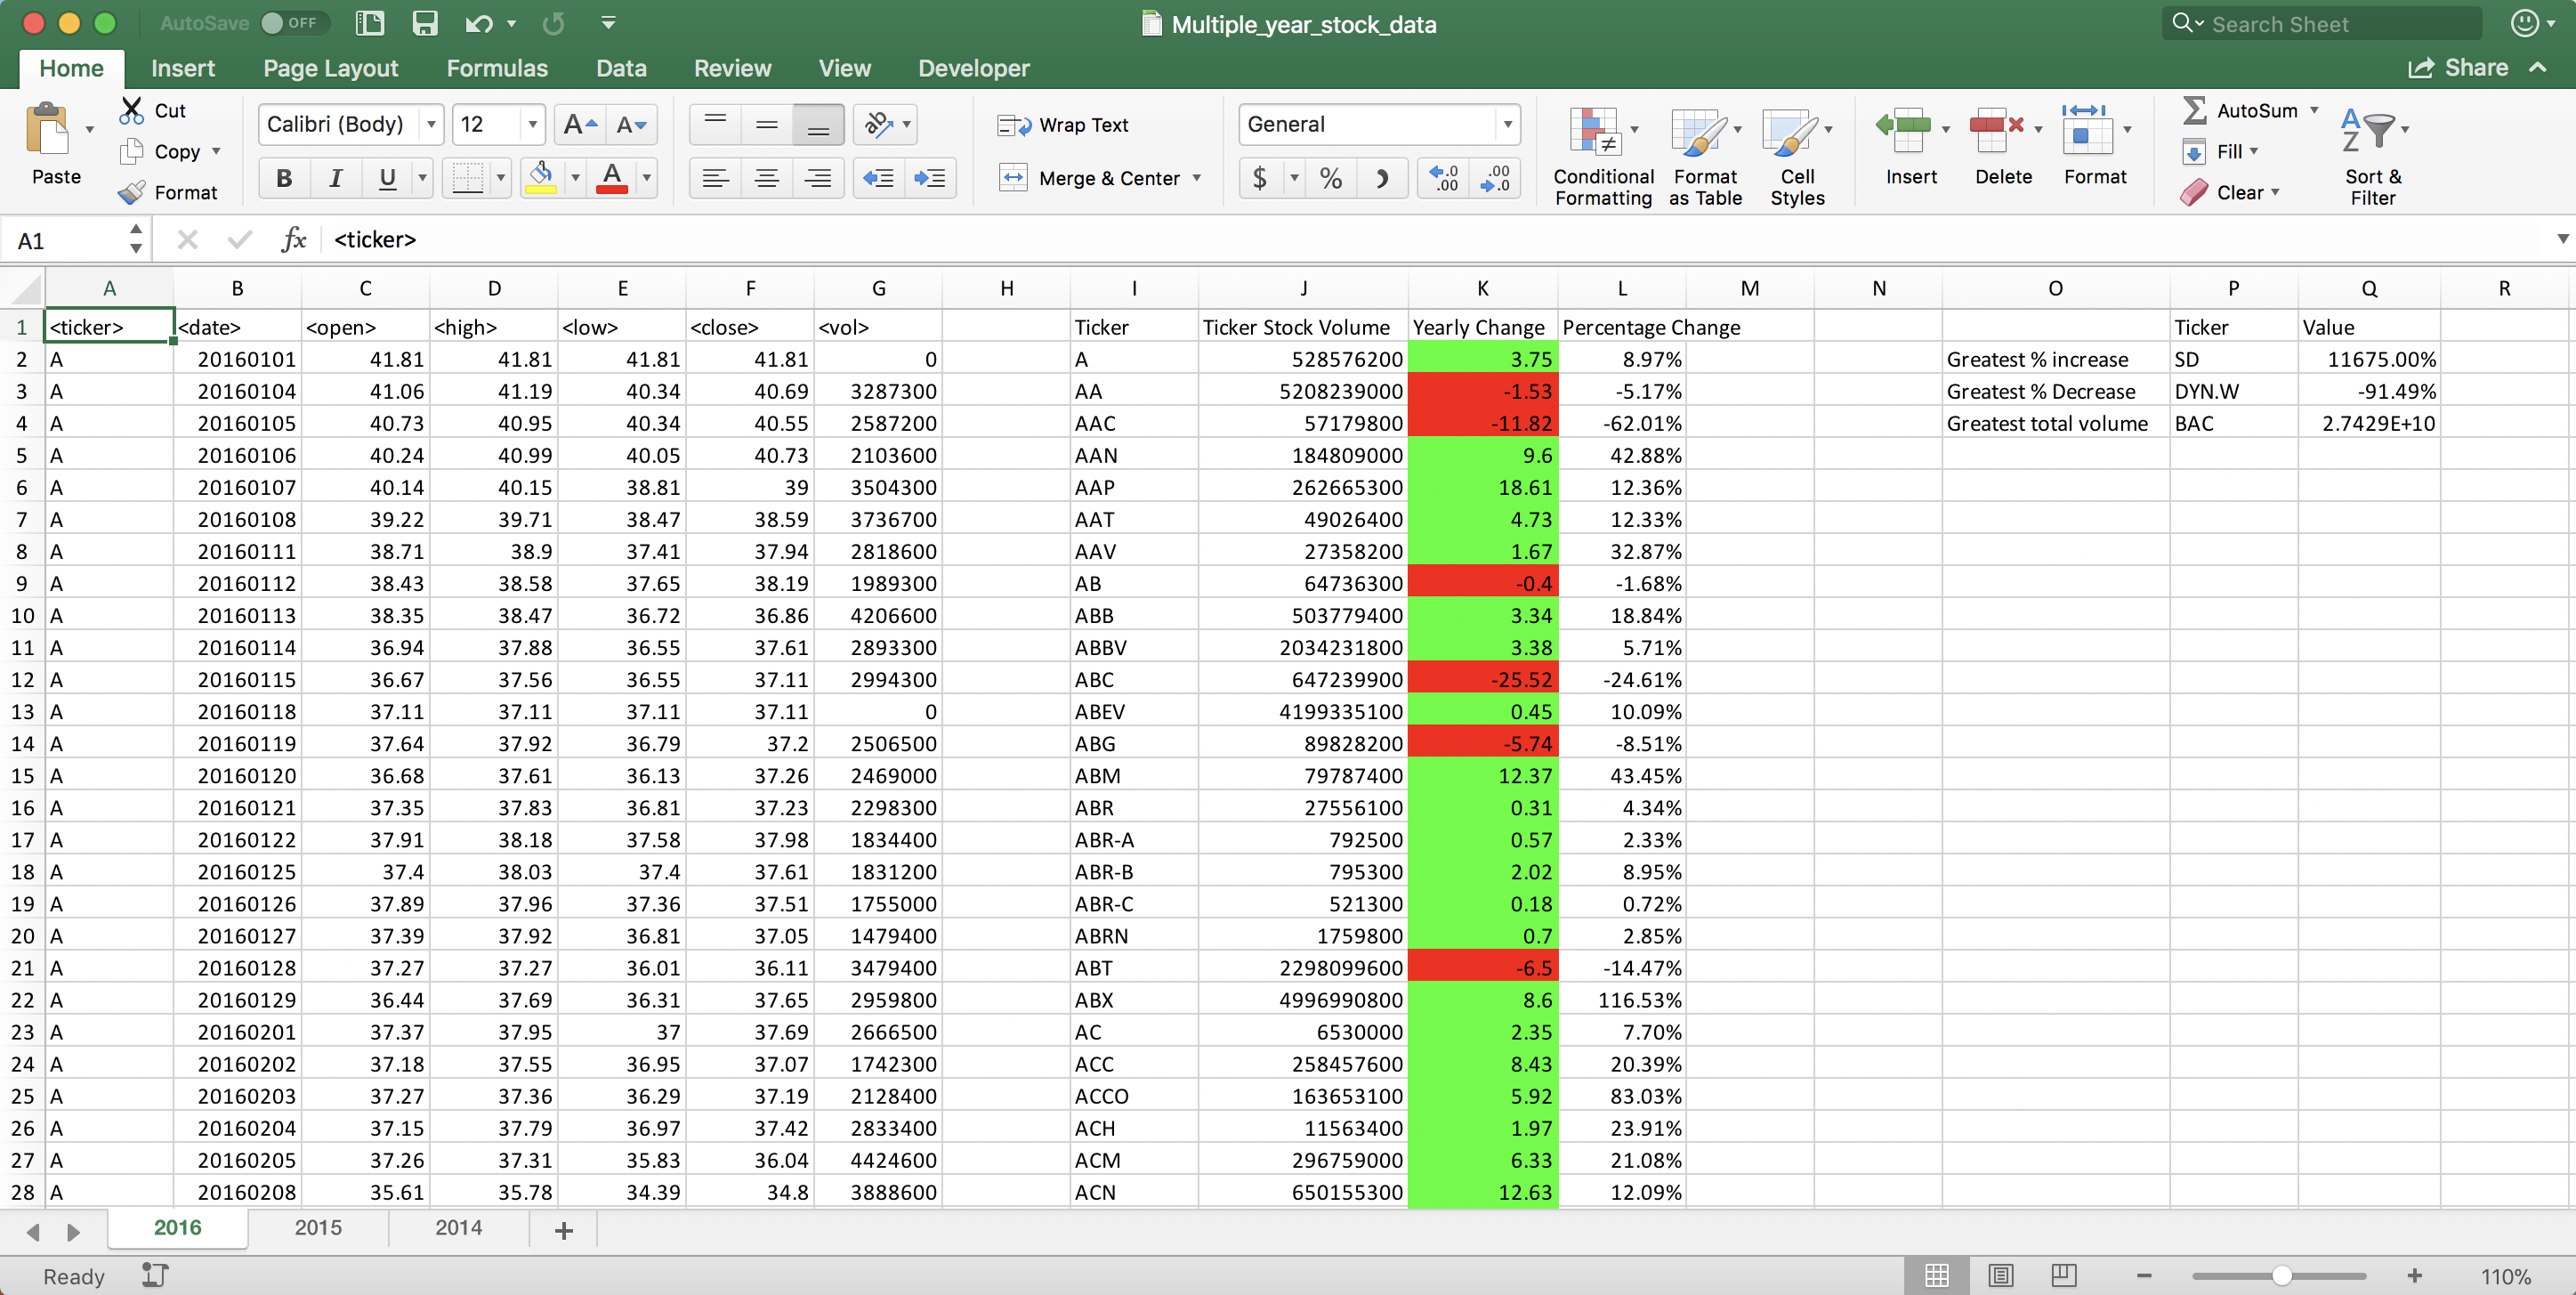 AutoSave OFF Multiple_year_stock_data Search Sheet
Home Insert Page Layout Formulas Data Review View Developer Share
Paste Cut Copy Format
Calibri (Body) 12 A A
B I U A
ab Wrap Text
Merge & Center
General
$ % .0 .00 .00 .0
Conditional Formatting Format as Table Cell Styles Insert Delete Format
AutoSum Fill Clear Sort & Filter
A1 fx <ticker>
A B C D E F G H I J K L M N O P Q R
1 <ticker> <date> <open> <high> <low> <close> <vol> Ticker Ticker Stock Volume Yearly Change Percentage Change Ticker Value
2 A 20160101 41.81 41.81 41.81 41.81 0 A 528576200 3.75 8.97% Greatest % increase SD 11675.00%
3 A 20160104 41.06 41.19 40.34 40.69 3287300 AA 5208239000 -1.53 -5.17% Greatest % Decrease DYN.W -91.49%
4 A 20160105 40.73 40.95 40.34 40.55 2587200 AAC 57179800 -11.82 -62.01% Greatest total volume BAC 2.7429E+10
5 A 20160106 40.24 40.99 40.05 40.73 2103600 AAN 184809000 9.6 42.88%
6 A 20160107 40.14 40.15 38.81 39 3504300 AAP 262665300 18.61 12.36%
7 A 20160108 39.22 39.71 38.47 38.59 3736700 AAT 49026400 4.73 12.33%
8 A 20160111 38.71 38.9 37.41 37.94 2818600 AAV 27358200 1.67 32.87%
9 A 20160112 38.43 38.58 37.65 38.19 1989300 AB 64736300 -0.4 -1.68%
10 A 20160113 38.35 38.47 36.72 36.86 4206600 ABB 503779400 3.34 18.84%
11 A 20160114 36.94 37.88 36.55 37.61 2893300 ABBV 2034231800 3.38 5.71%
12 A 20160115 36.67 37.56 36.55 37.11 2994300 ABC 647239900 -25.52 -24.61%
13 A 20160118 37.11 37.11 37.11 37.11 0 ABEV 4199335100 0.45 10.09%
14 A 20160119 37.64 37.92 36.79 37.2 2506500 ABG 89828200 -5.74 -8.51%
15 A 20160120 36.68 37.61 36.13 37.26 2469000 ABM 79787400 12.37 43.45%
16 A 20160121 37.35 37.83 36.81 37.23 2298300 ABR 27556100 0.31 4.34%
17 A 20160122 37.91 38.18 37.58 37.98 1834400 ABR-A 792500 0.57 2.33%
18 A 20160125 37.4 38.03 37.4 37.61 1831200 ABR-B 795300 2.02 8.95%
19 A 20160126 37.89 37.96 37.36 37.51 1755000 ABR-C 521300 0.18 0.72%
20 A 20160127 37.39 37.92 36.81 37.05 1479400 ABRN 1759800 0.7 2.85%
21 A 20160128 37.27 37.27 36.01 36.11 3479400 ABT 2298099600 -6.5 -14.47%
22 A 20160129 36.44 37.69 36.31 37.65 2959800 ABX 4996990800 8.6 116.53%
23 A 20160201 37.37 37.95 37 37.69 2666500 AC 6530000 2.35 7.70%
24 A 20160202 37.18 37.55 36.95 37.07 1742300 ACC 258457600 8.43 20.39%
25 A 20160203 37.27 37.36 36.29 37.19 2128400 ACCO 163653100 5.92 83.03%
26 A 20160204 37.15 37.79 36.97 37.42 2833400 ACH 11563400 1.97 23.91%
27 A 20160205 37.26 37.31 35.83 36.04 4424600 ACM 296759000 6.33 21.08%
28 A 20160208 35.61 35.78 34.39 34.8 3888600 ACN 650155300 12.63 12.09%
2016 2015 2014 +
Ready 110%